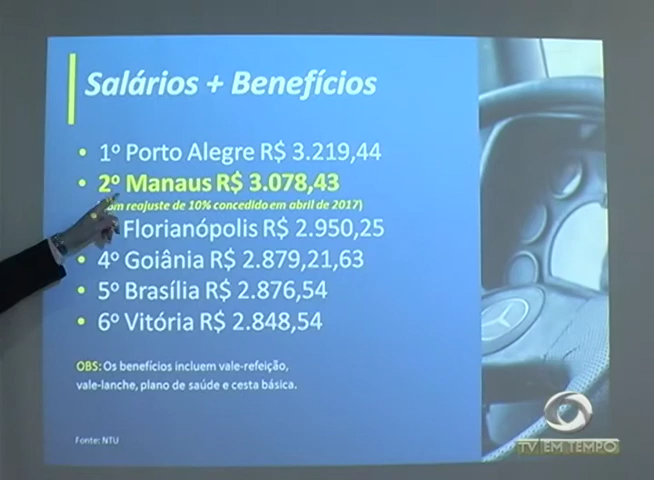 Salários + Benefícios
• 1º Porto Alegre R$ 3.219,44
• 2º Manaus R$ 3.078,43
reajuste de 10% concedido em abril de 2017)
Florianópolis R$ 2.950,25
• 4º Goiânia R$ 2.879,21,63
• 5º Brasília R$ 2.876,54
• 6º Vitória R$ 2.848,54
OBS: Os benefícios incluem vale-refeição,
vale-lanche, plano de saúde e cesta básica.
Fonte: NTU
TV EM TEMPO